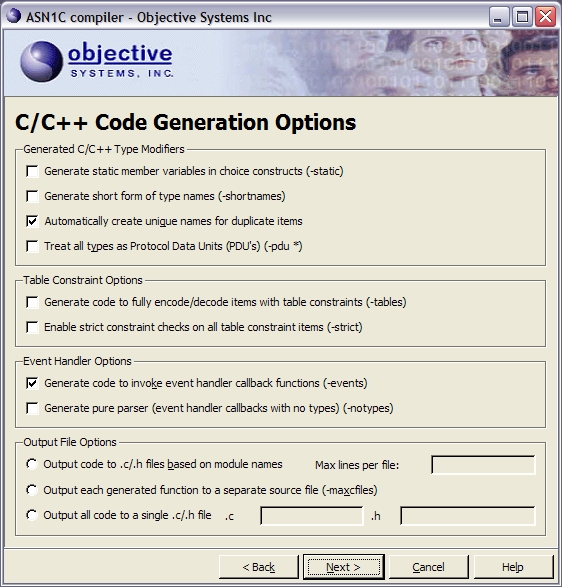 ASN1C compiler - Objective Systems Inc
objective
SYSTEMS, INC.
C/C++ Code Generation Options
Generated C/C++ Type Modifiers
Generate static member variables in choice constructs (-static)
Generate short form of type names (-shortnames)
Automatically create unique names for duplicate items
Treat all types as Protocol Data Units (PDU's) (-pdu *)
Table Constraint Options
Generate code to fully encode/decode items with table constraints (-tables)
Enable strict constraint checks on all table constraint items (-strict)
Event Handler Options
Generate code to invoke event handler callback functions (-events)
Generate pure parser (event handler callbacks with no types) (-notypes)
Output File Options
Output code to .c/.h files based on module names Max lines per file:
Output each generated function to a separate source file (-maxcfiles)
Output all code to a single .c/.h file .c .h
< Back Next > Cancel Help